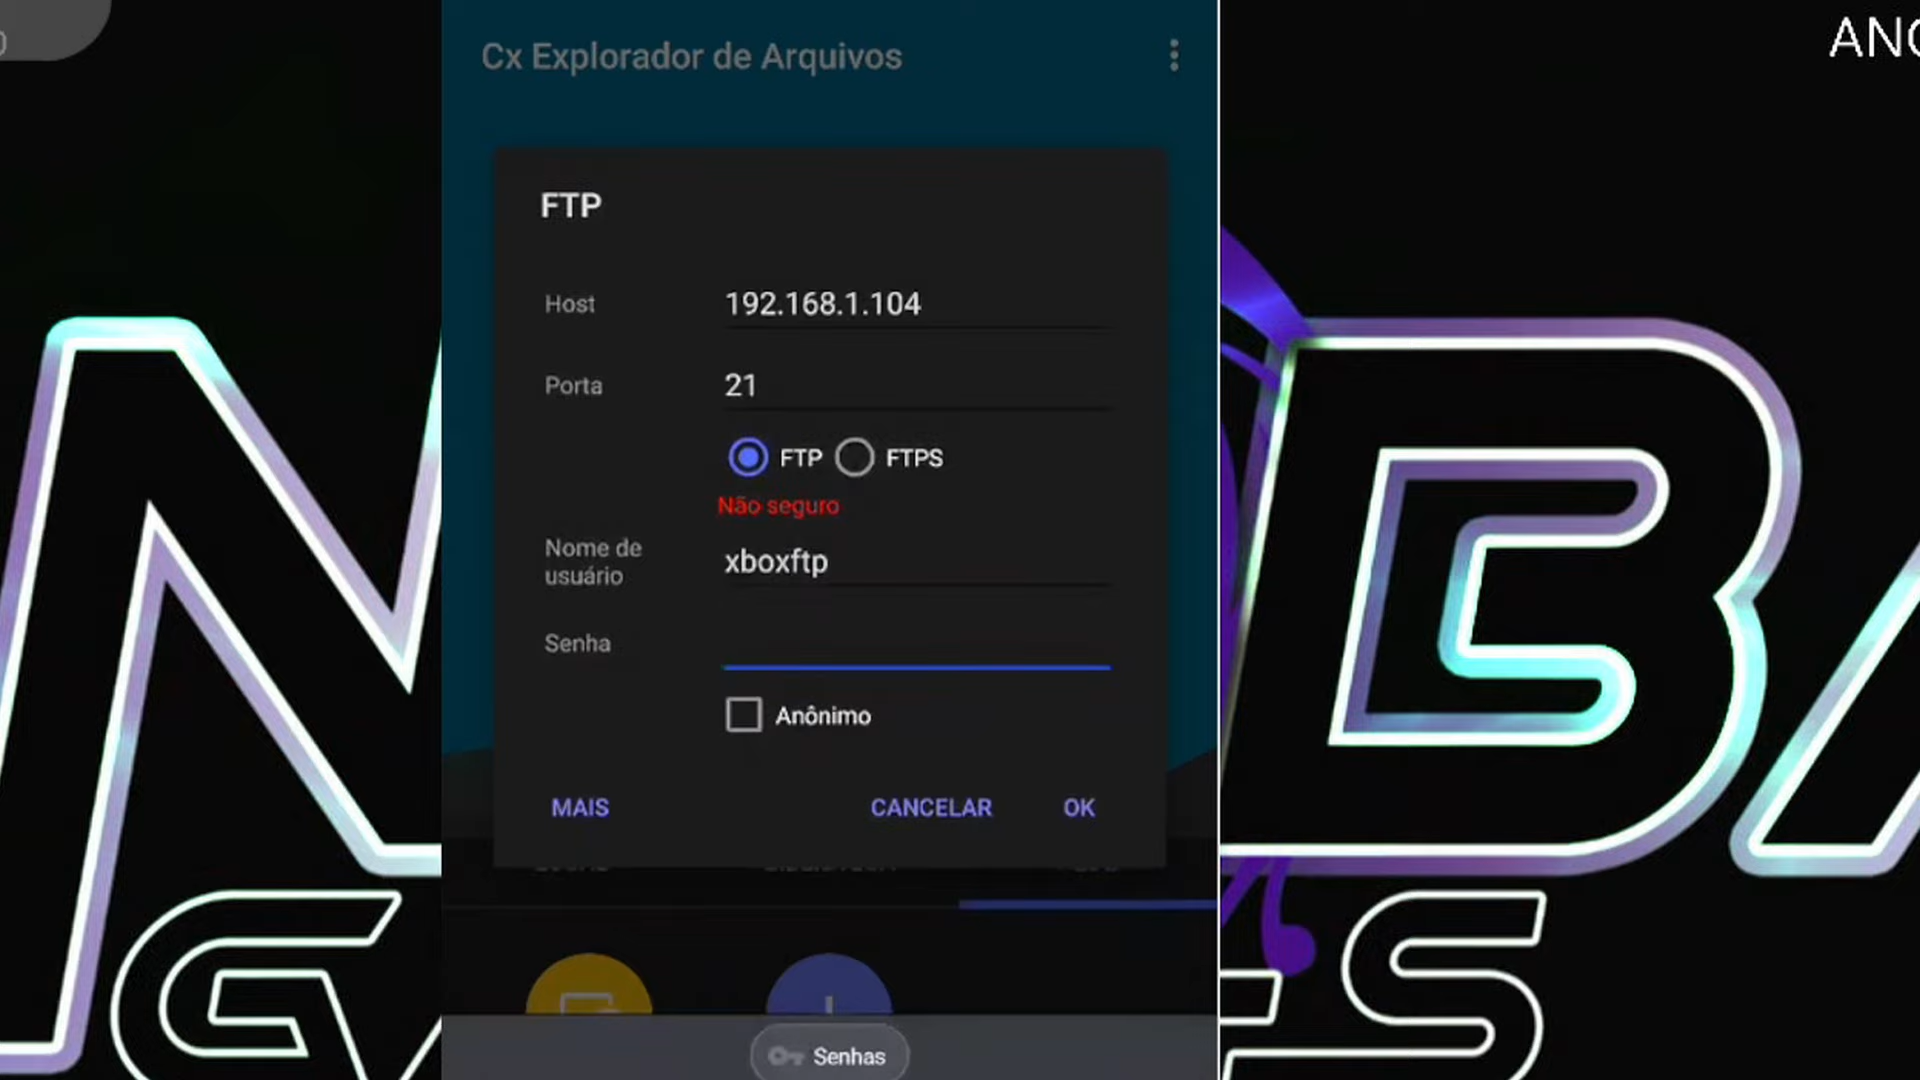 Cx Explorador de Arquivos
ANG
FTP
Host
192.168.1.104
Porta
21
FTP
FTPS
Não seguro
Nome de
usuário
xboxftp
Senha
Anônimo
MAIS
CANCELAR
OK
Senhas